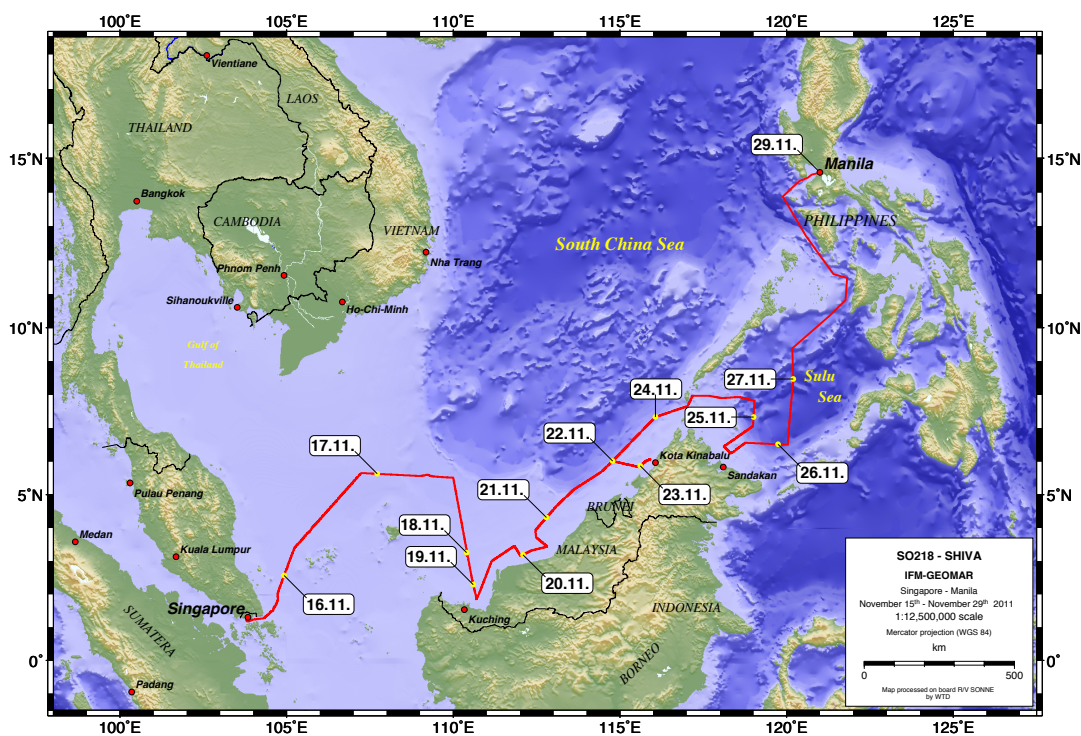 100°E 105°E 110°E 115°E 120°E 125°E
Vientiane
LAOS
THAILAND
29.11.
15°N 15°N
Manila
Bangkok
CAMBODIA
PHILIPPINES
VIETNAM
South China Sea
Nha Trang
Phnom Penh
Sihanoukville
Ho-Chi-Minh
10°N 10°N
Gulf of
Thailand
27.11.
Sulu
Sea
24.11.
25.11.
22.11.
17.11.
Kota Kinabalu
26.11.
Sandakan
Pulau Penang
21.11.
23.11.
5°N 5°N
BRUNEI
18.11.
Medan
Kuala Lumpur
19.11.
MALAYSIA
20.11.
16.11.
Singapore
Kuching
INDONESIA
SUMATERA
BORNEO
0° 0°
Padang
SO218 - SHIVA
IFM-GEOMAR
Singapore - Manila
November 15th - November 29th 2011
1:12,500,000 scale
Mercator projection (WGS 84)
km
0 500
Map processed on board R/V SONNE
by WTD
100°E 105°E 110°E 115°E 120°E 125°E